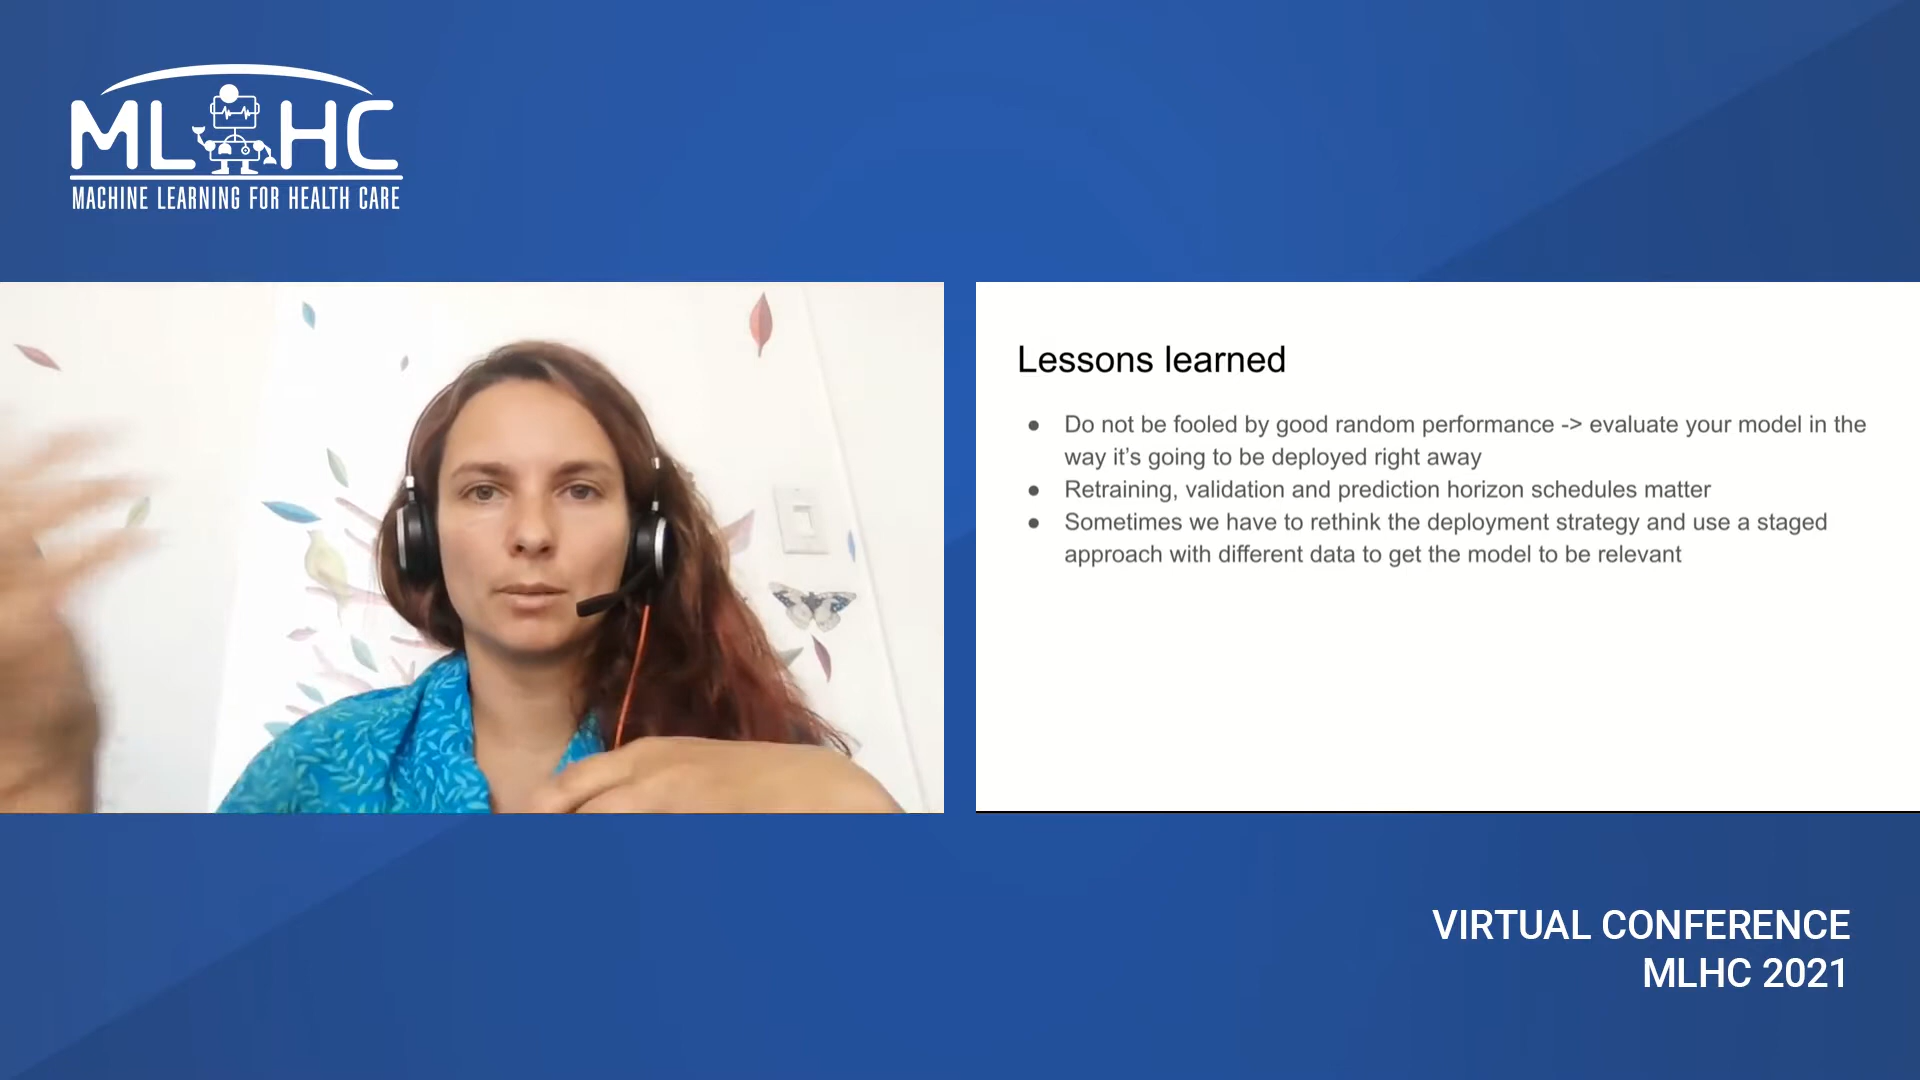 ML HC
MACHINE LEARNING FOR HEALTH CARE
Lessons learned
● Do not be fooled by good random performance -> evaluate your model in the
way it’s going to be deployed right away
● Retraining, validation and prediction horizon schedules matter
● Sometimes we have to rethink the deployment strategy and use a staged
approach with different data to get the model to be relevant
VIRTUAL CONFERENCE
MLHC 2021